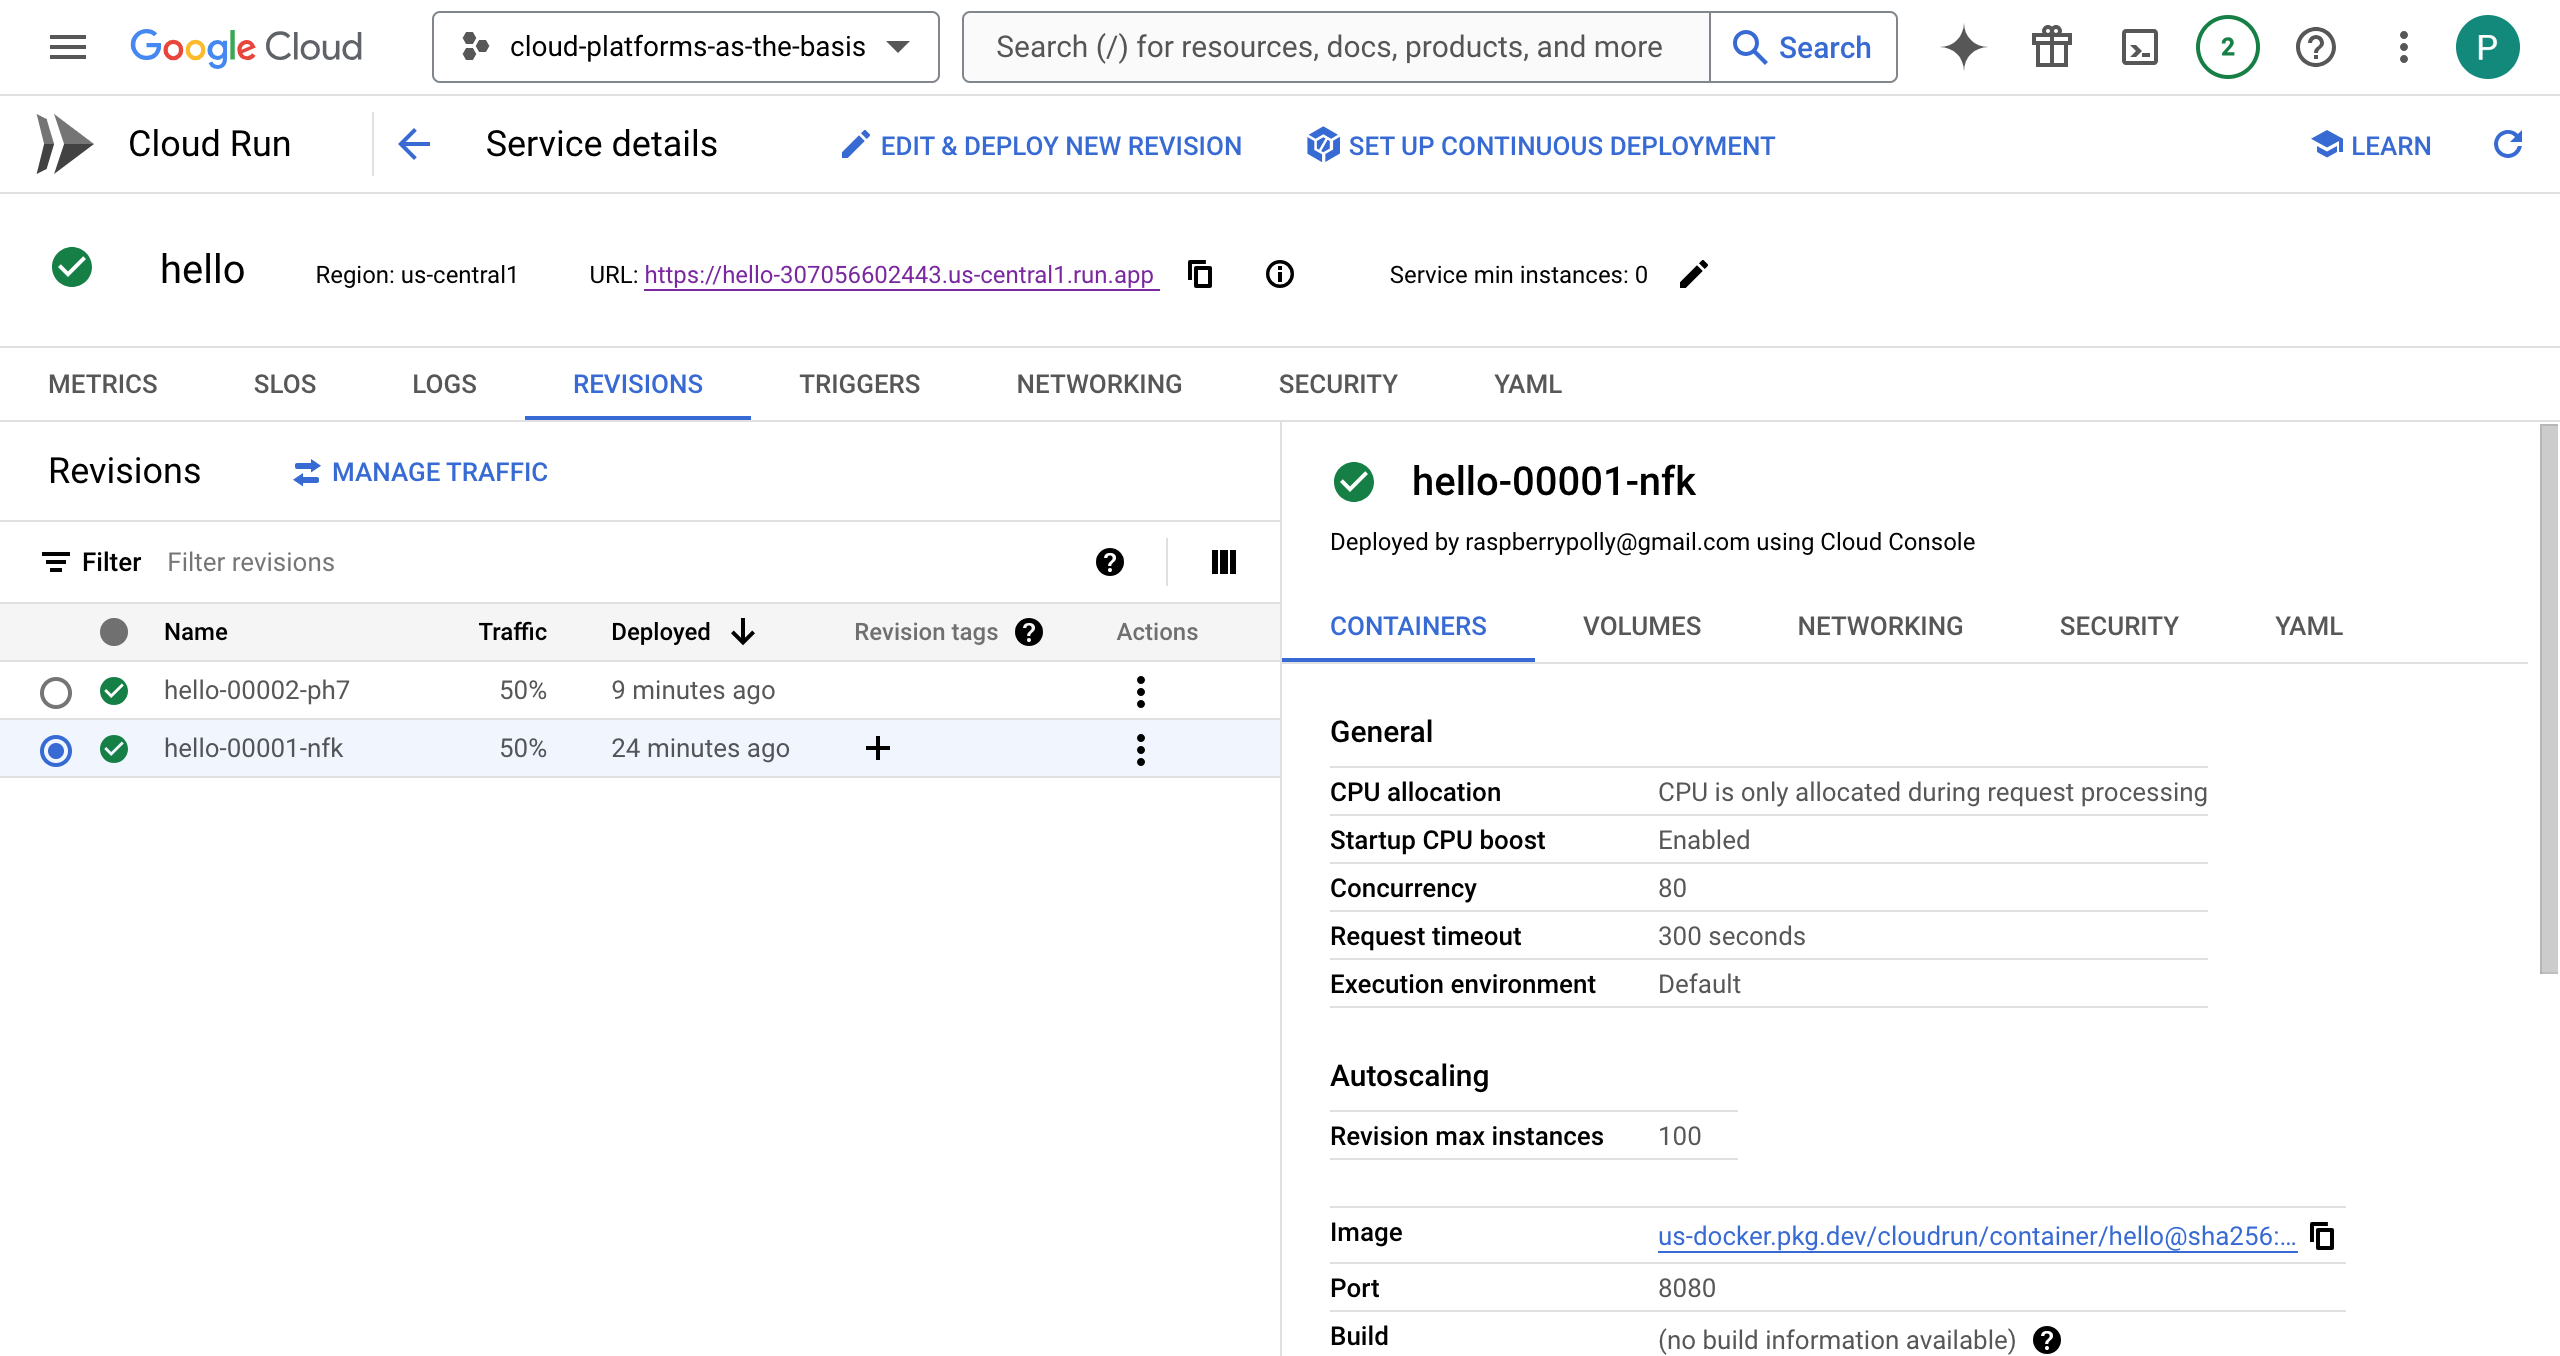 Google Cloud
cloud-platforms-as-the-basis
Search (/) for resources, docs, products, and more
Search
2
P
Cloud Run
Service details
EDIT & DEPLOY NEW REVISION
SET UP CONTINUOUS DEPLOYMENT
LEARN
hello
Region: us-central1
URL: https://hello-307056602443.us-central1.run.app
Service min instances: 0
METRICS
SLOS
LOGS
REVISIONS
TRIGGERS
NETWORKING
SECURITY
YAML
Revisions
MANAGE TRAFFIC
Filter Filter revisions
Name Traffic Deployed Revision tags Actions
hello-00002-ph7 50% 9 minutes ago
hello-00001-nfk 50% 24 minutes ago
hello-00001-nfk
Deployed by raspberrypolly@gmail.com using Cloud Console
CONTAINERS
VOLUMES
NETWORKING
SECURITY
YAML
General
CPU allocation CPU is only allocated during request processing
Startup CPU boost Enabled
Concurrency 80
Request timeout 300 seconds
Execution environment Default
Autoscaling
Revision max instances 100
Image us-docker.pkg.dev/cloudrun/container/hello@sha256:...
Port 8080
Build (no build information available)